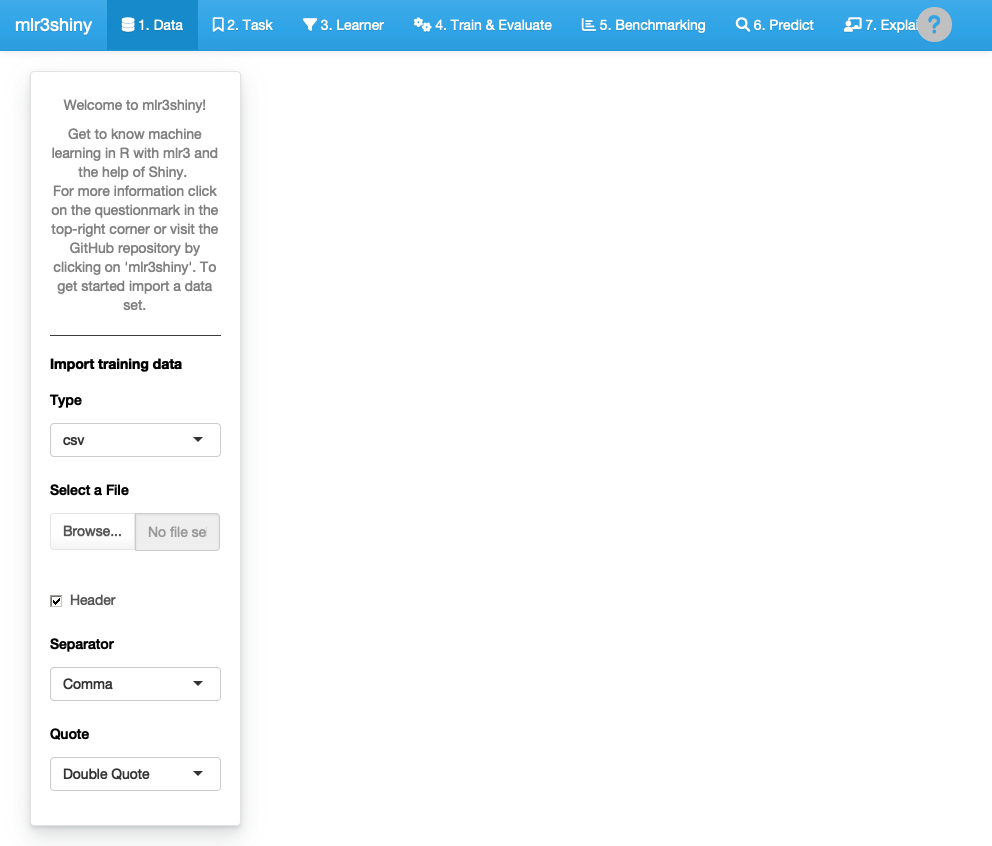 mlr3shiny
1. Data
2. Task
3. Learner
4. Train & Evaluate
5. Benchmarking
6. Predict
7. Explai
?
Welcome to mlr3shiny!
Get to know machine
learning in R with mlr3 and
the help of Shiny.
For more information click
on the questionmark in the
top-right corner or visit the
GitHub repository by
clicking on 'mlr3shiny'. To
get started import a data
set.
Import training data
Type
csv
Select a File
Browse...
No file se
Header
Separator
Comma
Quote
Double Quote